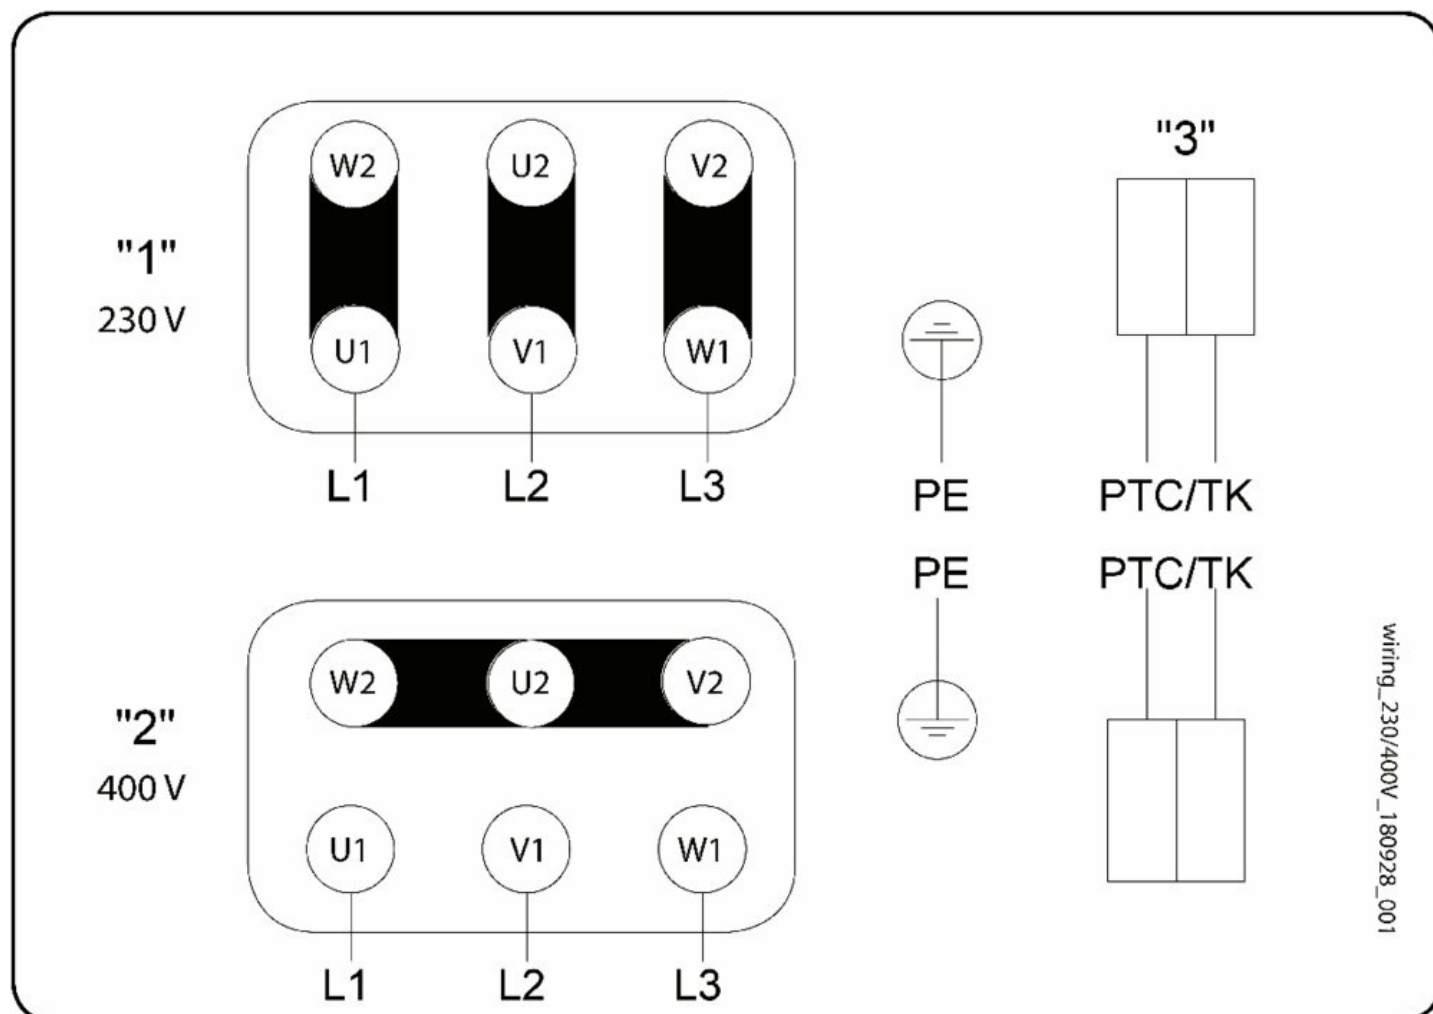 "3"
W2 U2 V2
"1"
230 V
U1 V1 W1
L1 L2 L3 PE PTC/TK
PE PTC/TK
W2 U2 V2
"2"
400 V
U1 V1 W1
L1 L2 L3
wiring_230/400V_180928_001